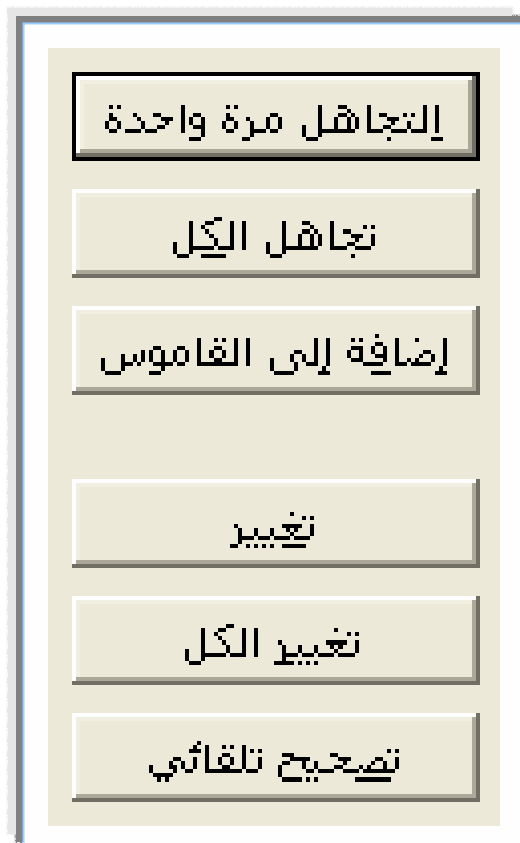 التجاهل مرة واحدة
تجاهل الكل
إضافة إلى القاموس
تغيير
تغيير الكل
تصحيح تلقائي